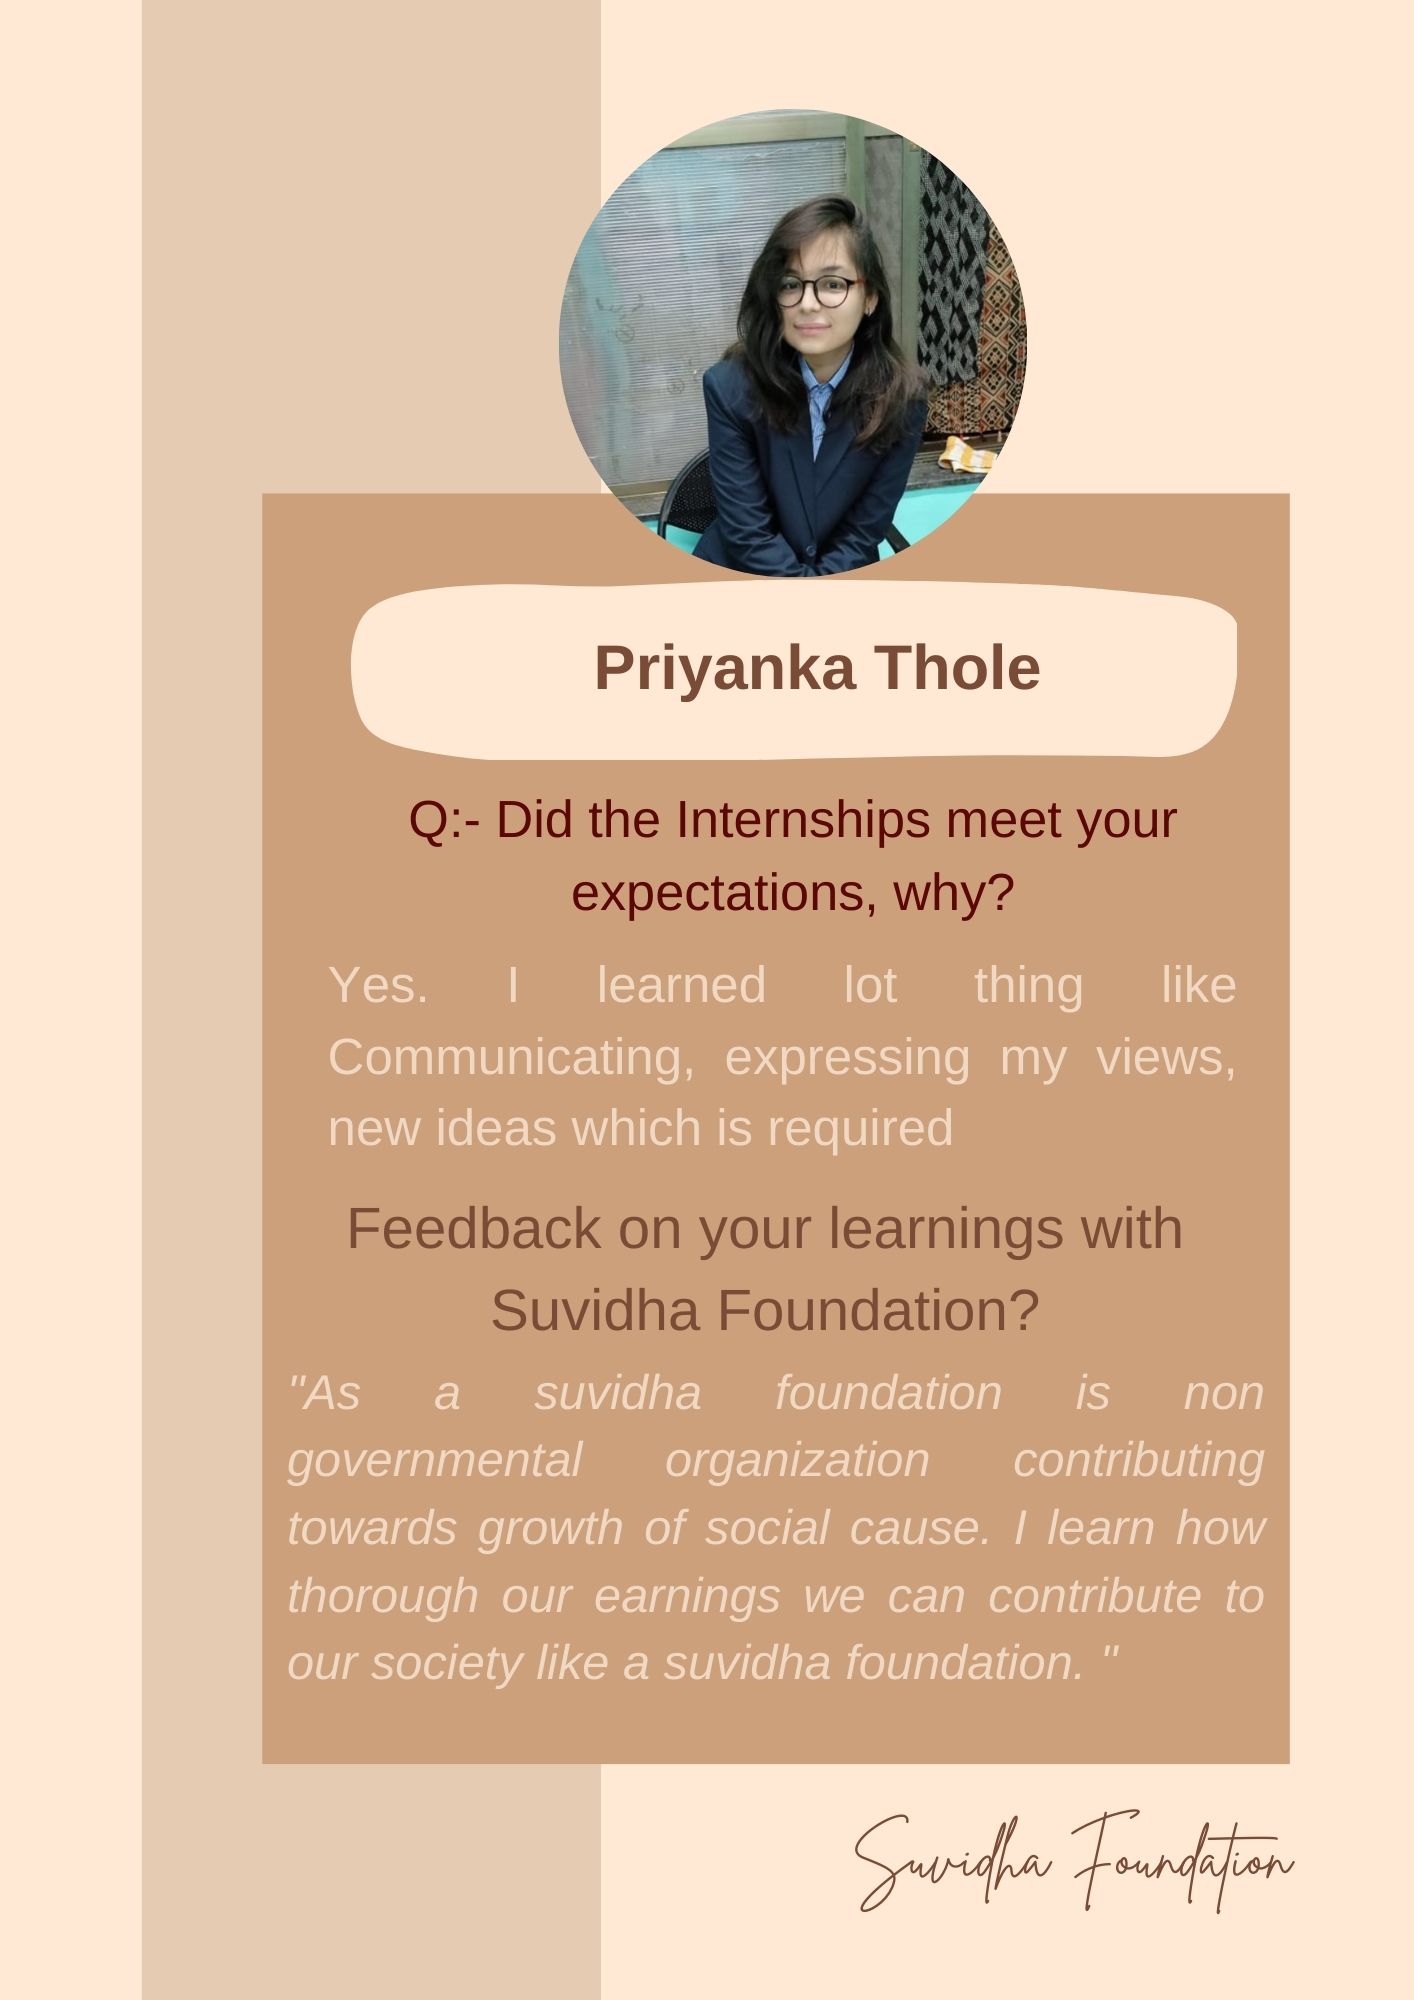 Priyanka Thole
Q:- Did the Internships meet your
expectations, why?
Yes. I learned lot thing like
Communicating, expressing my views,
new ideas which is required
Feedback on your learnings with
Suvidha Foundation?
"As a suvidha foundation is non
governmental organization contributing
towards growth of social cause. I learn how
thorough our earnings we can contribute to
our society like a suvidha foundation. "
Suvidha Foundation